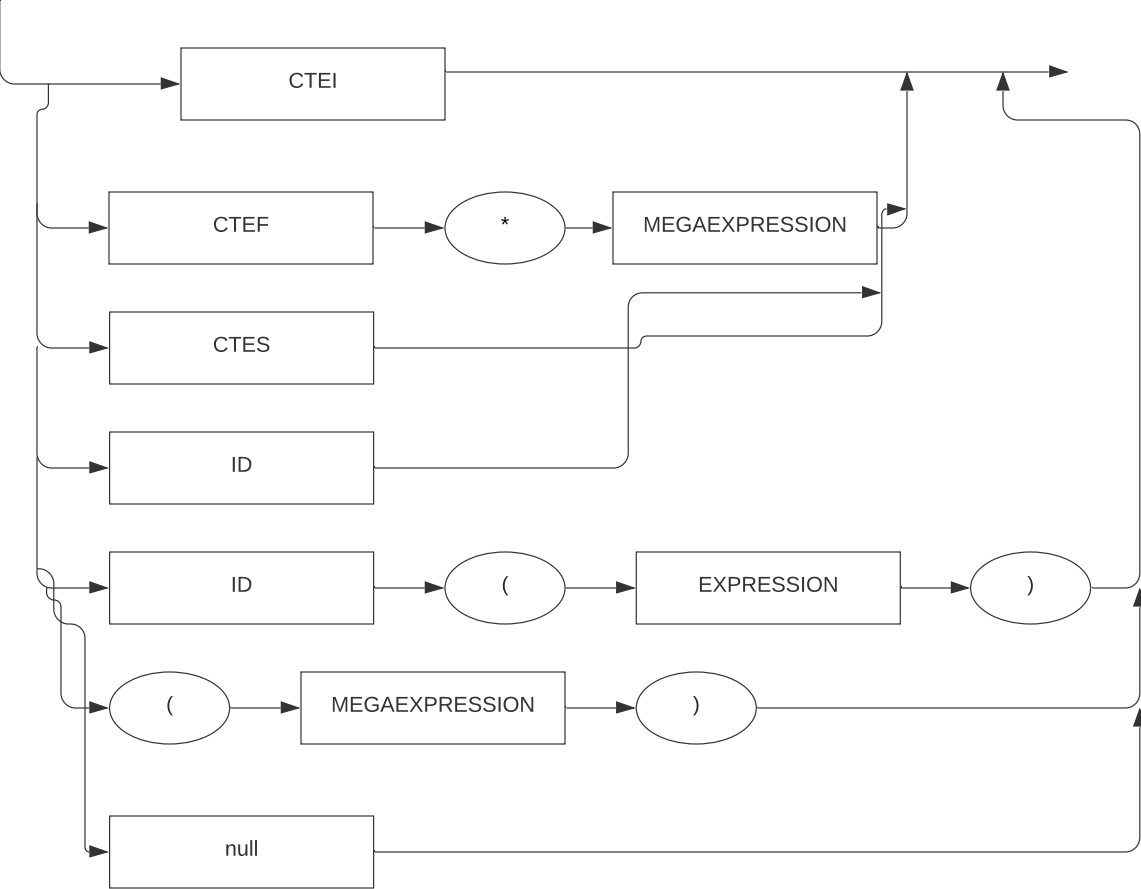 CTEI
CTEF * MEGAEXPRESSION
CTES
ID
ID ( EXPRESSION )
( MEGAEXPRESSION )
null